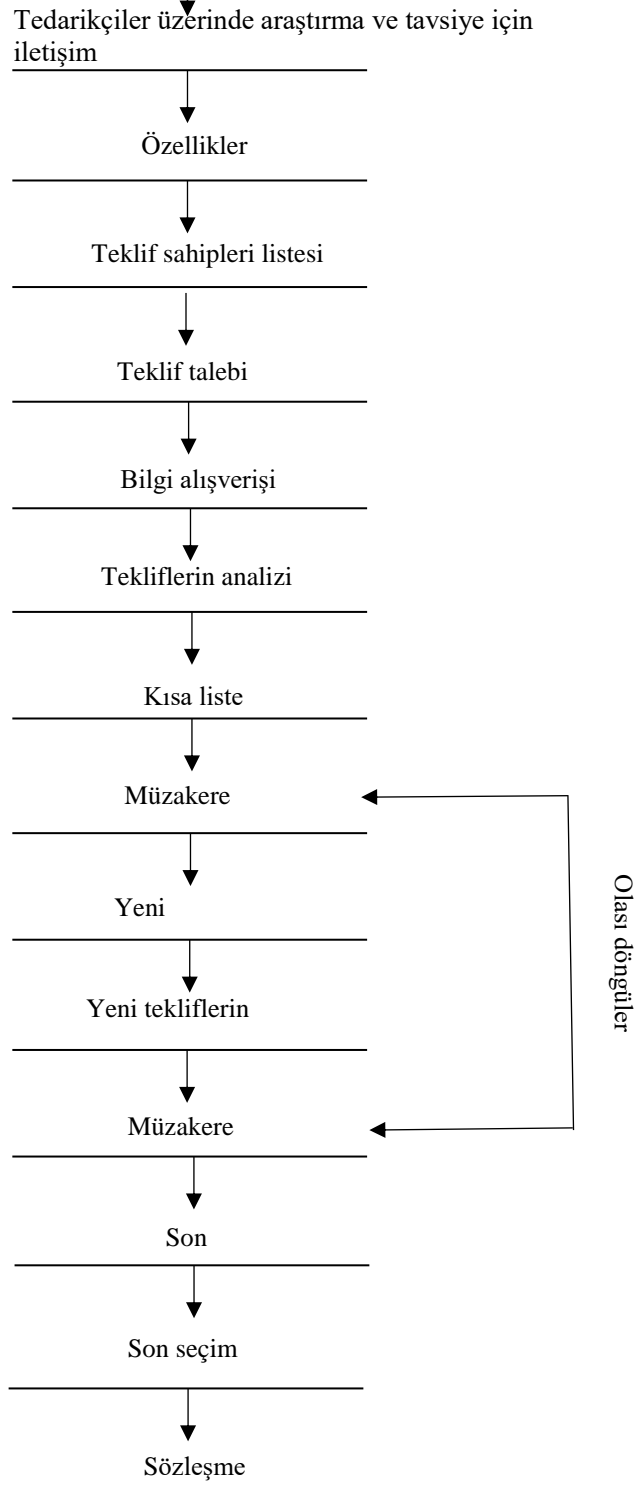 Tedarikçiler üzerinde araştırma ve tavsiye için
iletişim
Özellikler
Teklif sahipleri listesi
Teklif talebi
Bilgi alışverişi
Tekliflerin analizi
Kısa liste
Müzakere
Yeni
Yeni tekliflerin
Müzakere
Olası döngüler
Son
Son seçim
Sözleşme